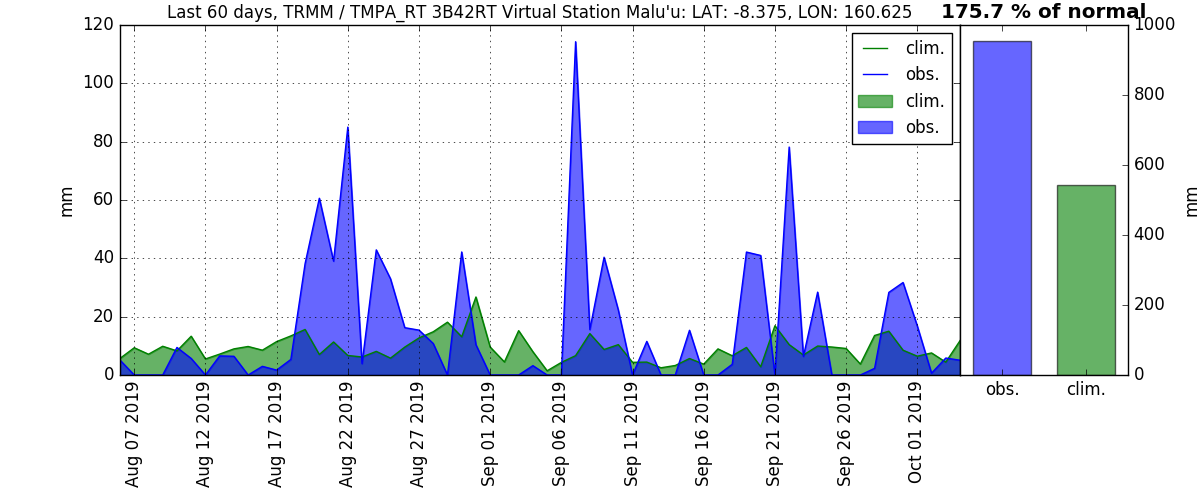 Last 60 days, TRMM / TMPA_RT 3B42RT Virtual Station Malu'u: LAT: -8.375, LON: 160.625
175.7 % of normal
120
100
80
60
40
20
0
mm
clim.
obs.
clim.
obs.
1000
800
600
400
200
0
mm
Aug 07 2019
Aug 12 2019
Aug 17 2019
Aug 22 2019
Aug 27 2019
Sep 01 2019
Sep 06 2019
Sep 11 2019
Sep 16 2019
Sep 21 2019
Sep 26 2019
Oct 01 2019
obs.
clim.